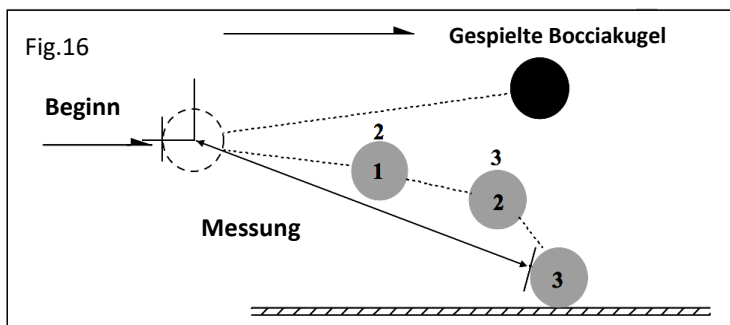 Fig.16
Gespielte Bocciakugel
Beginn
2
1
3
2
Messung
3